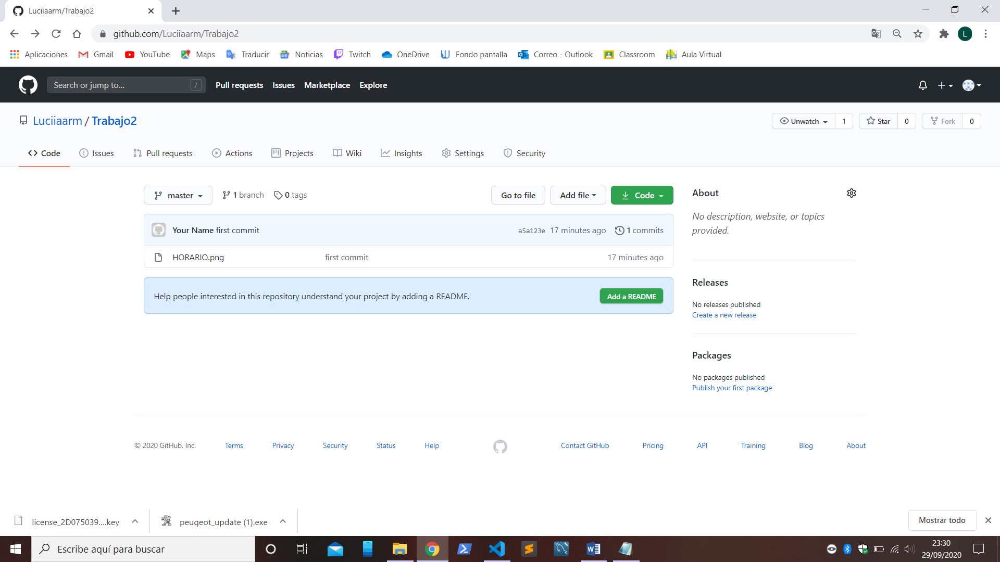 Luciiaarm/Trabajo2
github.com/Luciiaarm/Trabajo2
L
Aplicaciones Gmail YouTube Maps Traducir Noticias Twitch OneDrive Fondo pantalla Correo - Outlook Classroom Aula Virtual
Search or jump to... / Pull requests Issues Marketplace Explore
Luciiaarm / Trabajo2 Unwatch 1 Star 0 Fork 0
Code Issues Pull requests Actions Projects Wiki Insights Settings Security
master 1 branch 0 tags Go to file Add file Code
Your Name first commit a5a123e 17 minutes ago 1 commits
HORARIO.png first commit 17 minutes ago
Help people interested in this repository understand your project by adding a README. Add a README
About
No description, website, or topics
provided.
Releases
No releases published
Create a new release
Packages
No packages published
Publish your first package
© 2020 GitHub, Inc. Terms Privacy Security Status Help Contact GitHub Pricing API Training Blog About
license_2D075039....key peugeot_update (1).exe Mostrar todo
Escribe aquí para buscar
23:30
29/09/2020